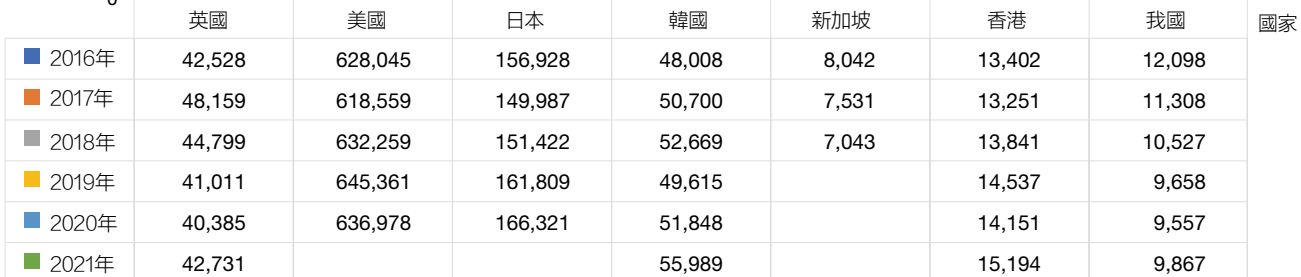 0
英國 美國 日本 韓國 新加坡 香港 我國 國家
2016年 42,528 628,045 156,928 48,008 8,042 13,402 12,098
2017年 48,159 618,559 149,987 50,700 7,531 13,251 11,308
2018年 44,799 632,259 151,422 52,669 7,043 13,841 10,527
2019年 41,011 645,361 161,809 49,615 14,537 9,658
2020年 40,385 636,978 166,321 51,848 14,151 9,557
2021年 42,731 55,989 15,194 9,867